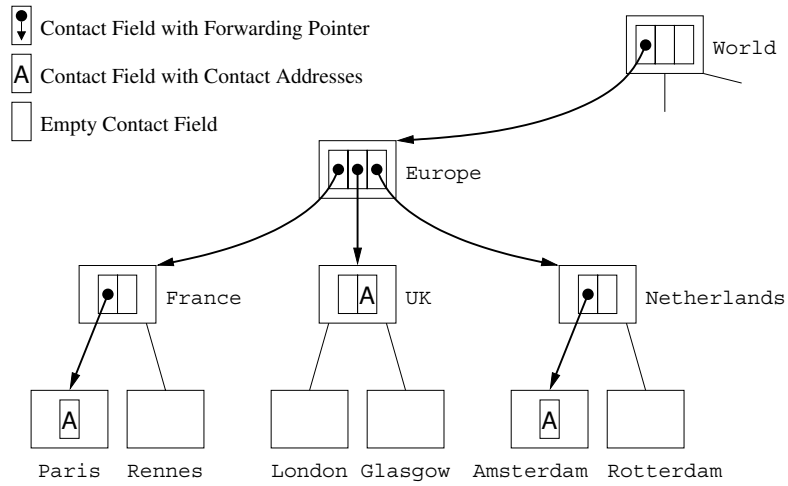 Contact Field with Forwarding Pointer
A Contact Field with Contact Addresses
Empty Contact Field
World
Europe
France
A
UK
Netherlands
A
A
Paris
Rennes
London
Glasgow
Amsterdam
Rotterdam